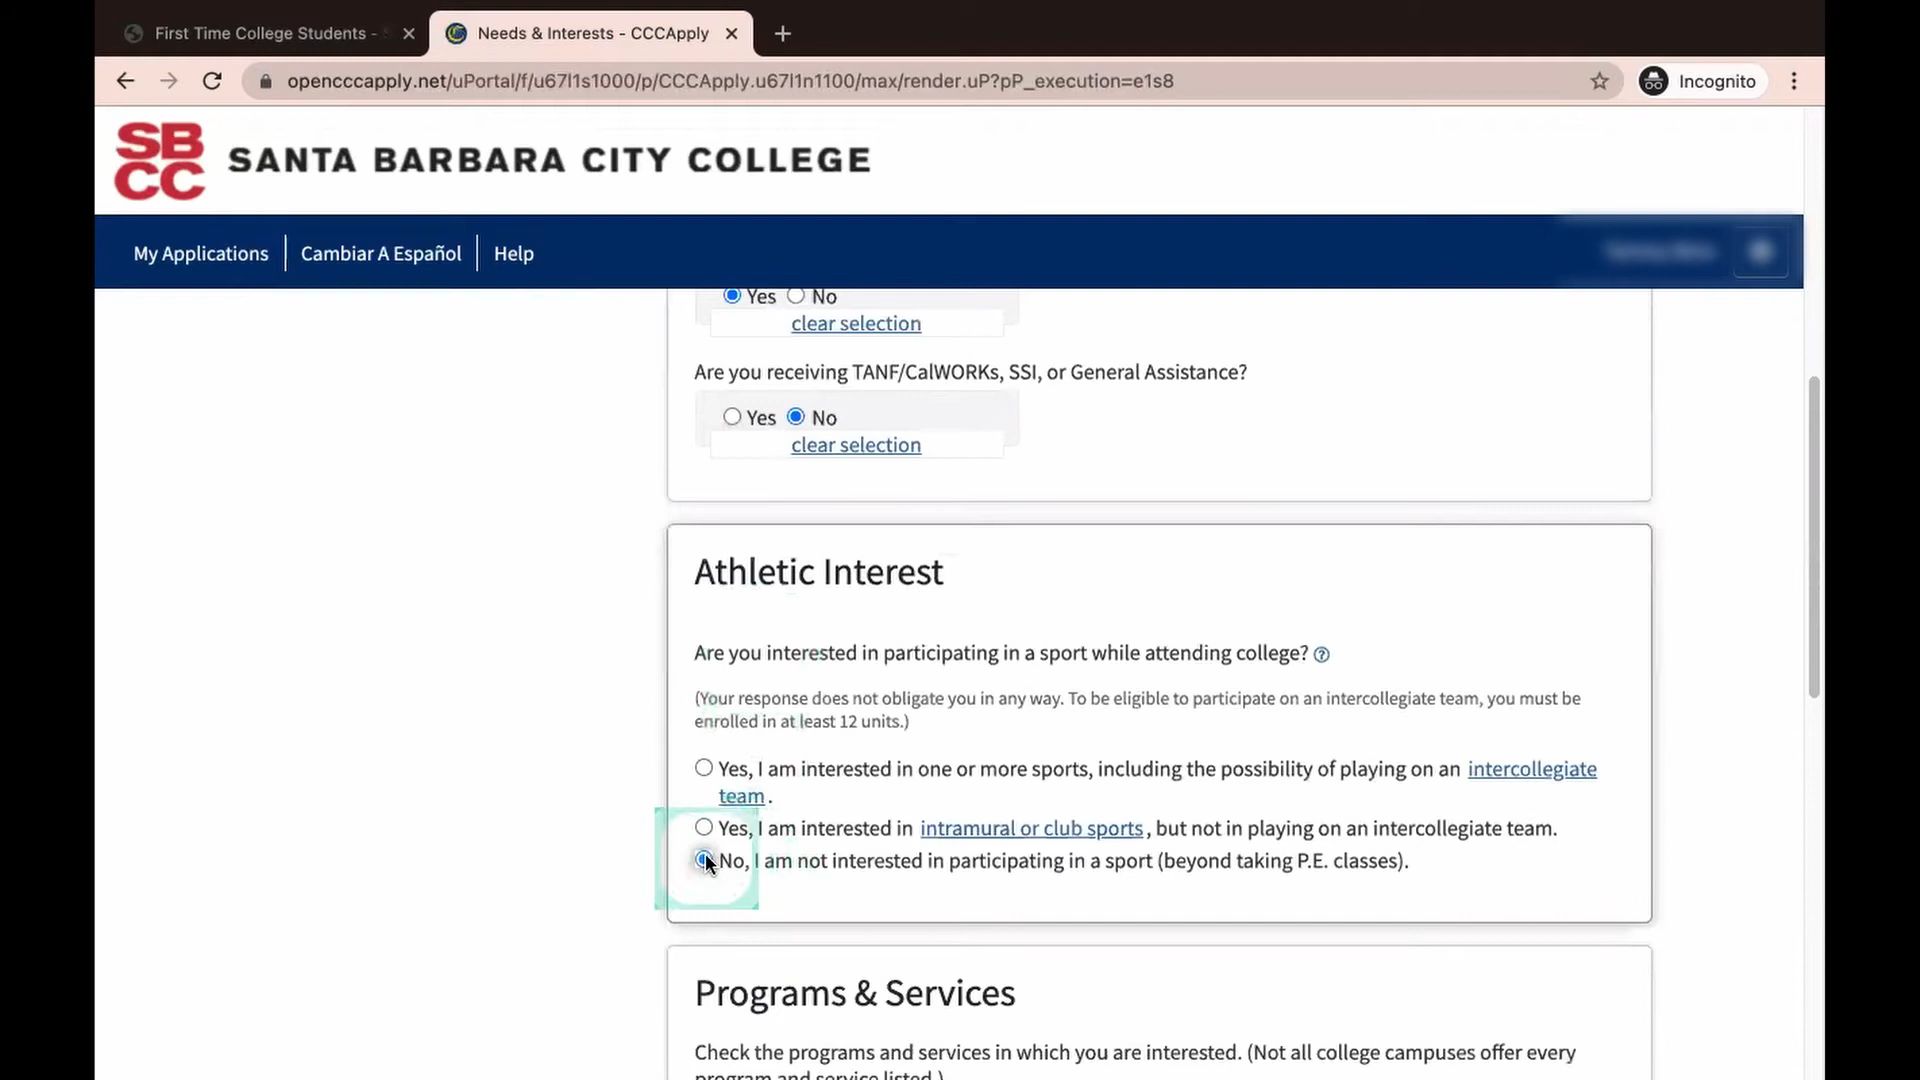 First Time College Students -
Needs & Interests - CCCApply
opencccapply.net/uPortal/f/u67l1s1000/p/CCCApply.u67l1n1100/max/render.uP?pP_execution=e1s8
Incognito
SB
CC
SANTA BARBARA CITY COLLEGE
My Applications
Cambiar A Español
Help
Yes No
clear selection
Are you receiving TANF/CalWORKs, SSI, or General Assistance?
Yes No
clear selection
Athletic Interest
Are you interested in participating in a sport while attending college? ?
(Your response does not obligate you in any way. To be eligible to participate on an intercollegiate team, you must be
enrolled in at least 12 units.)
Yes, I am interested in one or more sports, including the possibility of playing on an intercollegiate
team .
Yes, I am interested in intramural or club sports , but not in playing on an intercollegiate team.
No, I am not interested in participating in a sport (beyond taking P.E. classes).
Programs & Services
Check the programs and services in which you are interested. (Not all college campuses offer every
program and service listed.)